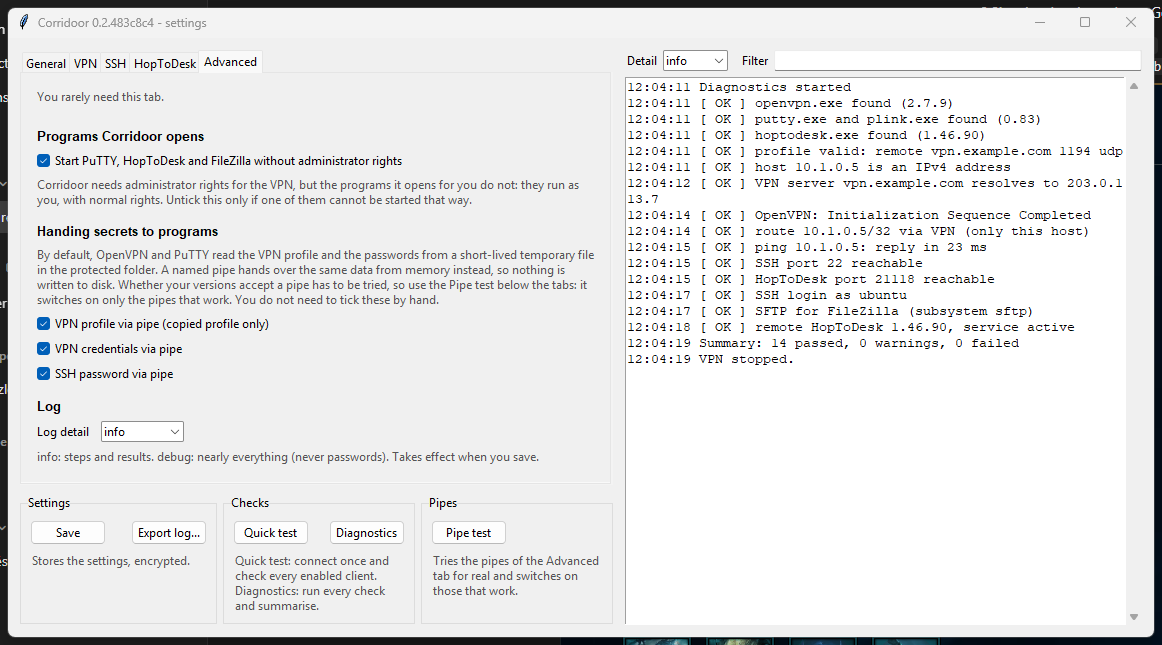 Corridoor 0.2.483c8c4 - settings
General VPN SSH HopToDesk Advanced
You rarely need this tab.
Programs Corridoor opens
Start PuTTY, HopToDesk and FileZilla without administrator rights
Corridoor needs administrator rights for the VPN, but the programs it opens for you do not: they run as
you, with normal rights. Untick this only if one of them cannot be started that way.
Handing secrets to programs
By default, OpenVPN and PuTTY read the VPN profile and the passwords from a short-lived temporary file
in the protected folder. A named pipe hands over the same data from memory instead, so nothing is
written to disk. Whether your versions accept a pipe has to be tried, so use the Pipe test below the tabs: it
switches on only the pipes that work. You do not need to tick these by hand.
VPN profile via pipe (copied profile only)
VPN credentials via pipe
SSH password via pipe
Log
Log detail info
info: steps and results. debug: nearly everything (never passwords). Takes effect when you save.
Settings
Save Export log...
Stores the settings, encrypted.
Checks
Quick test Diagnostics
Quick test: connect once and
check every enabled client.
Diagnostics: run every check
and summarise.
Pipes
Pipe test
Tries the pipes of the Advanced
tab for real and switches on
those that work.
Detail info Filter
12:04:11 Diagnostics started
12:04:11 [ OK ] openvpn.exe found (2.7.9)
12:04:11 [ OK ] putty.exe and plink.exe found (0.83)
12:04:11 [ OK ] hoptodesk.exe found (1.46.90)
12:04:11 [ OK ] profile valid: remote vpn.example.com 1194 udp
12:04:11 [ OK ] host 10.1.0.5 is an IPv4 address
12:04:12 [ OK ] VPN server vpn.example.com resolves to 203.0.1
13.7
12:04:14 [ OK ] OpenVPN: Initialization Sequence Completed
12:04:14 [ OK ] route 10.1.0.5/32 via VPN (only this host)
12:04:15 [ OK ] ping 10.1.0.5: reply in 23 ms
12:04:15 [ OK ] SSH port 22 reachable
12:04:15 [ OK ] HopToDesk port 21118 reachable
12:04:17 [ OK ] SSH login as ubuntu
12:04:17 [ OK ] SFTP for FileZilla (subsystem sftp)
12:04:18 [ OK ] remote HopToDesk 1.46.90, service active
12:04:19 Summary: 14 passed, 0 warnings, 0 failed
12:04:19 VPN stopped.